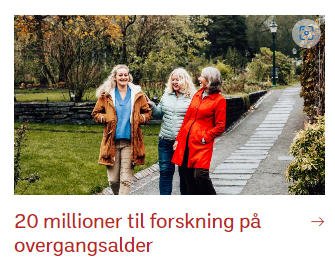 20 millioner til forskning på
overgangsalder